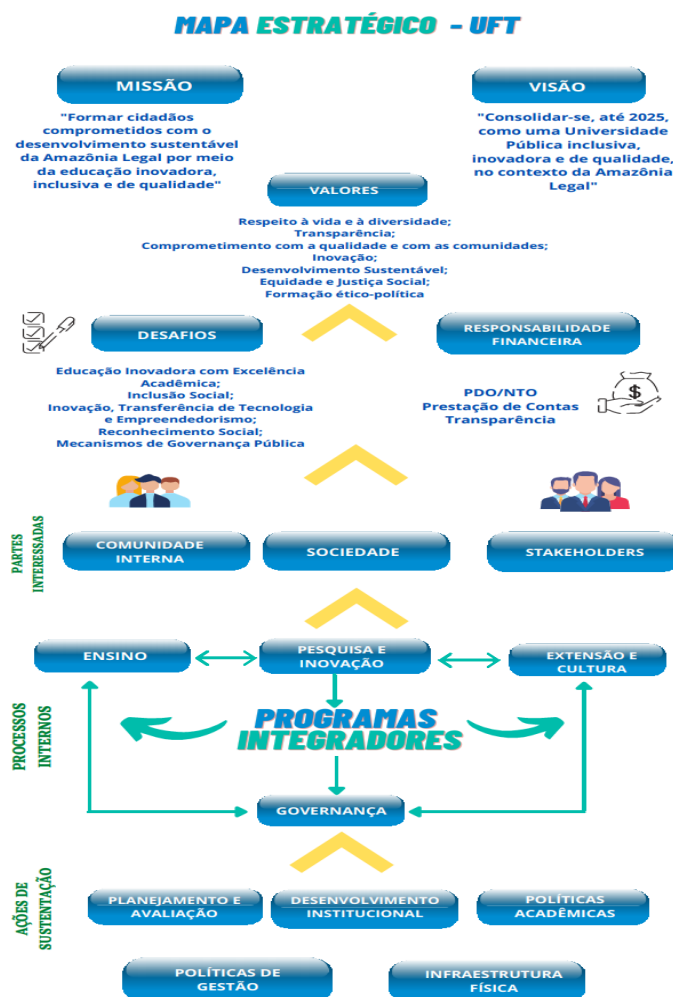 MAPA ESTRATÉGICO - UFT
MISSÃO
"Formar cidadãos
comprometidos com o
desenvolvimento sustentável
da Amazônia Legal por meio
da educação inovadora,
inclusiva e de qualidade"
VISÃO
"Consolidar-se, até 2025,
como uma Universidade
Pública inclusiva,
inovadora e de qualidade,
no contexto da Amazônia
Legal"
VALORES
Respeito à vida e à diversidade;
Transparência;
Comprometimento com a qualidade e com as comunidades;
Inovação;
Desenvolvimento Sustentável;
Equidade e Justiça Social;
Formação ético-política
DESAFIOS
Educação Inovadora com Excelência
Acadêmica;
Inclusão Social;
Inovação, Transferência de Tecnologia
e Empreendedorismo;
Reconhecimento Social;
Mecanismos de Governança Pública
RESPONSABILIDADE
FINANCEIRA
PDO/NTO
Prestação de Contas
Transparência
$
PARTES
INTERESSADAS
COMUNIDADE
INTERNA
SOCIEDADE
STAKEHOLDERS
PROCESSOS
INTERNOS
ENSINO
PESQUISA E
INOVAÇÃO
EXTENSÃO E
CULTURA
PROGRAMAS
INTEGRADORES
GOVERNANÇA
AÇÕES DE
SUSTENTAÇÃO
PLANEJAMENTO E
AVALIAÇÃO
DESENVOLVIMENTO
INSTITUCIONAL
POLÍTICAS
ACADÊMICAS
POLÍTICAS DE
GESTÃO
INFRAESTRUTURA
FÍSICA